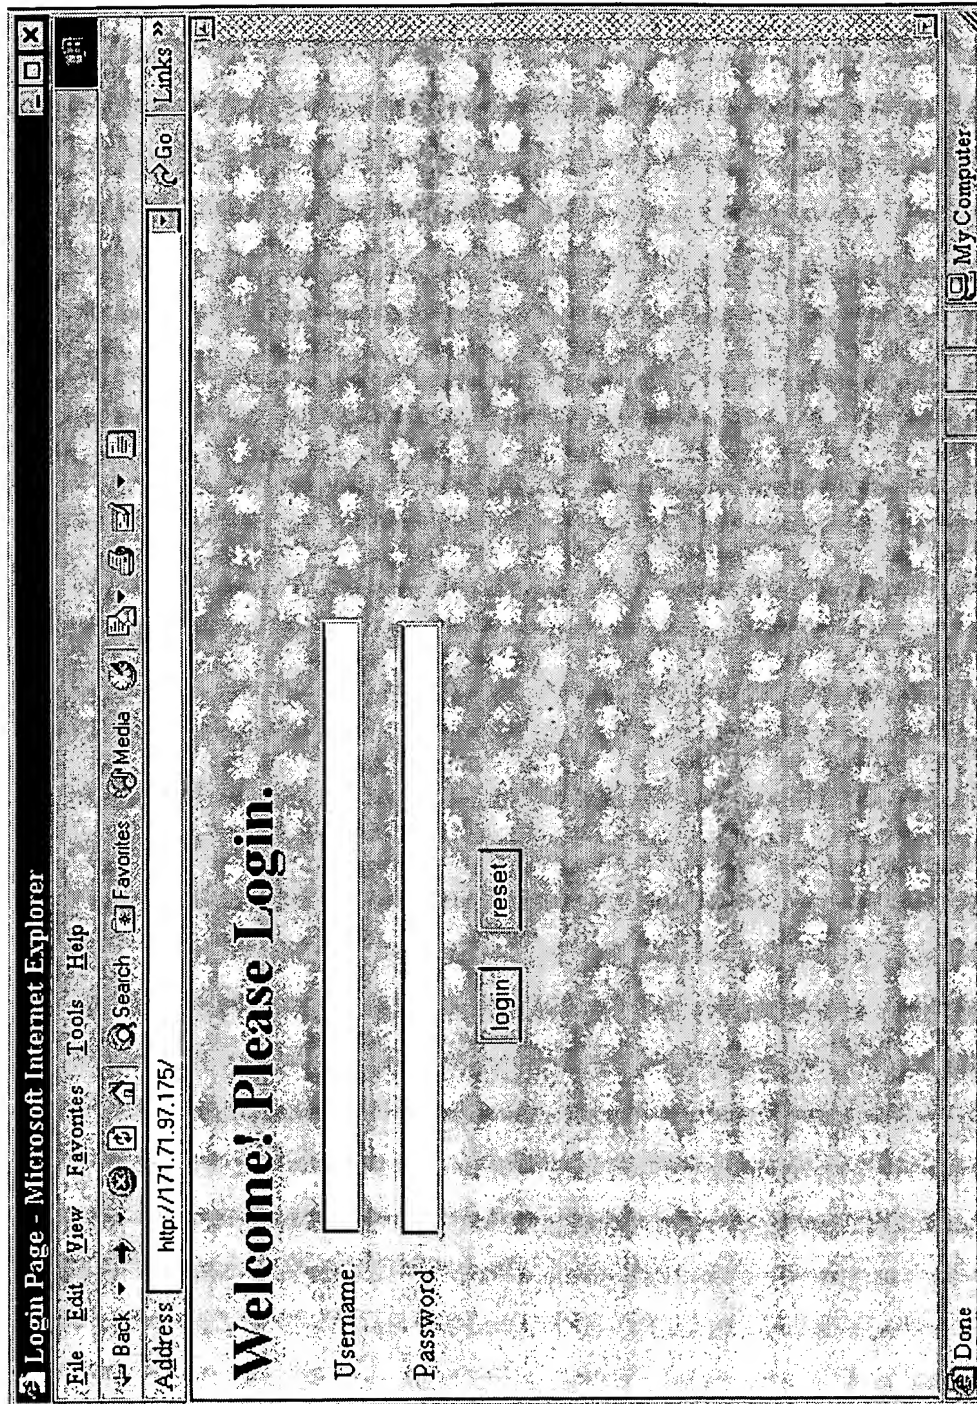 Login Page - Microsoft Internet Explorer
File Edit View Favorites Tools Help
Back Search Favorites Media
Address http://171.71.97.175/ Go Links »
Welcome! Please Login.
Username:
Password:
login reset
Done My Computer